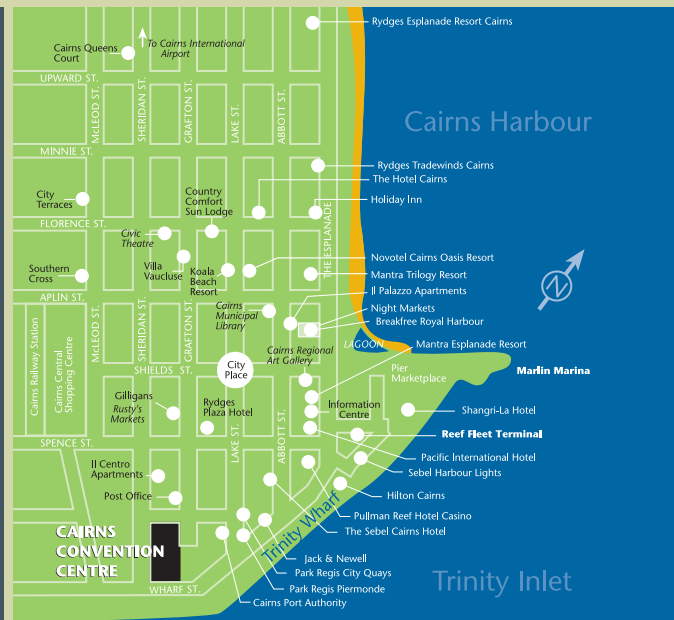 Rydges Esplanade Resort Cairns
To Cairns International
Airport
Cairns Queens
Court
UPWARD ST.
McLEOD ST.
SHERIDAN ST.
GRAFTON ST.
LAKE ST.
ABBOTT ST.
Cairns Harbour
MINNIE ST.
Rydges Tradewinds Cairns
The Hotel Cairns
Holiday Inn
City
Terraces
Country
Comfort
Sun Lodge
FLORENCE ST.
THE ESPLANADE
Civic
Theatre
Villa
Vaucluse
Koala
Beach
Resort
Southern
Cross
Novotel Cairns Oasis Resort
Mantra Trilogy Resort
Il Palazzo Apartments
APLIN ST.
N
Cairns
Municipal
Library
Night Markets
Breakfree Royal Harbour
Cairns Railway Station
Cairns Central
Shopping Centre
McLEOD ST.
SHERIDAN ST.
GRAFTON ST.
LAGOON
Mantra Esplanade Resort
Cairns Regional
Art Gallery
City
Place
SHIELDS ST.
Pier
Marketplace
Marlin Marina
Gilligans
Rusty's
Markets
Rydges
Plaza Hotel
Information
Centre
Shangri-La Hotel
LAKE ST.
ABBOTT ST.
Reef Fleet Terminal
SPENCE ST.
Pacific International Hotel
Sebel Harbour Lights
Il Centro
Apartments
Post Office
Hilton Cairns
Pullman Reef Hotel Casino
The Sebel Cairns Hotel
Trinity Wharf
CAIRNS
CONVENTION
CENTRE
Jack & Newell
Park Regis City Quays
Park Regis Piermonde
Cairns Port Authority
WHARF ST.
Trinity Inlet